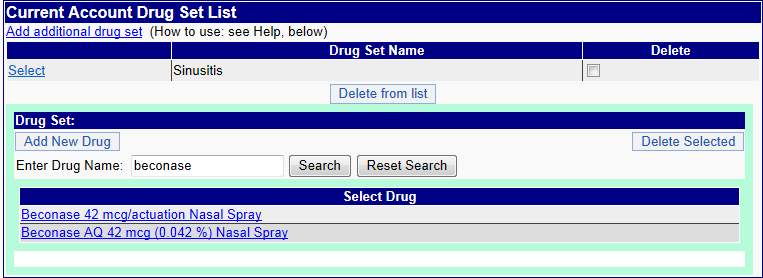 Current Account Drug Set List
Add additional drug set (How to use: see Help, below)
Drug Set Name Delete
Select Sinusitis
Delete from list
Drug Set:
Add New Drug Delete Selected
Enter Drug Name: beconase Search Reset Search
Select Drug
Beconase 42 mcg/actuation Nasal Spray
Beconase AQ 42 mcg (0.042 %) Nasal Spray